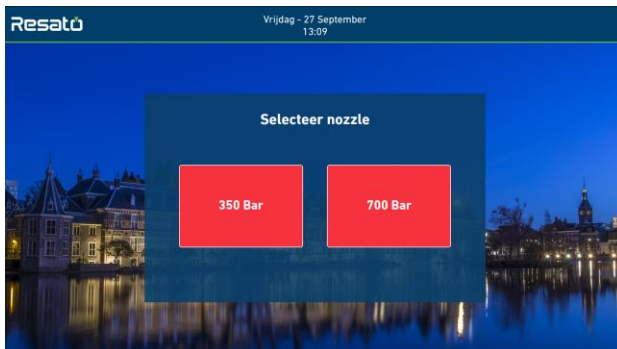 Resato
Vrijdag - 27 September
13:09
Selecteer nozzle
350 Bar
700 Bar